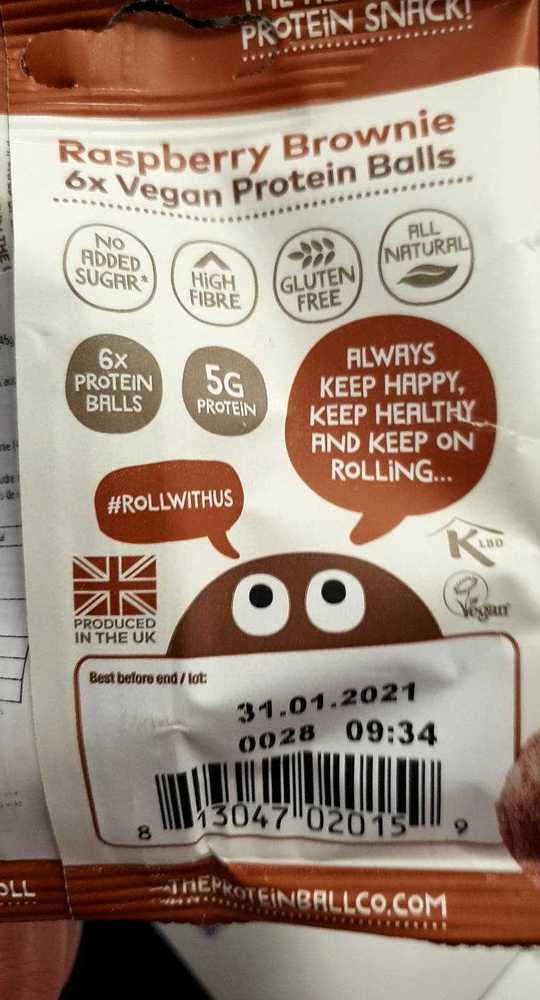 PROTEIN SNACK!
Raspberry Brownie
6x Vegan Protein Balls
NO
ADDED
SUGAR*
HIGH
FIBRE
GLUTEN
FREE
ALL
NATURAL
6X
PROTEIN
BALLS
5G
PROTEIN
ALWAYS
KEEP HAPPY,
KEEP HEALTHY
AND KEEP ON
ROLLING...
#ROLLWITHUS
KLBD
Vegan
PRODUCED
IN THE UK
Best before end / lot:
31.01.2021
0028 09:34
8 13047 02015 9
THEPROTEINBALLCO.COM